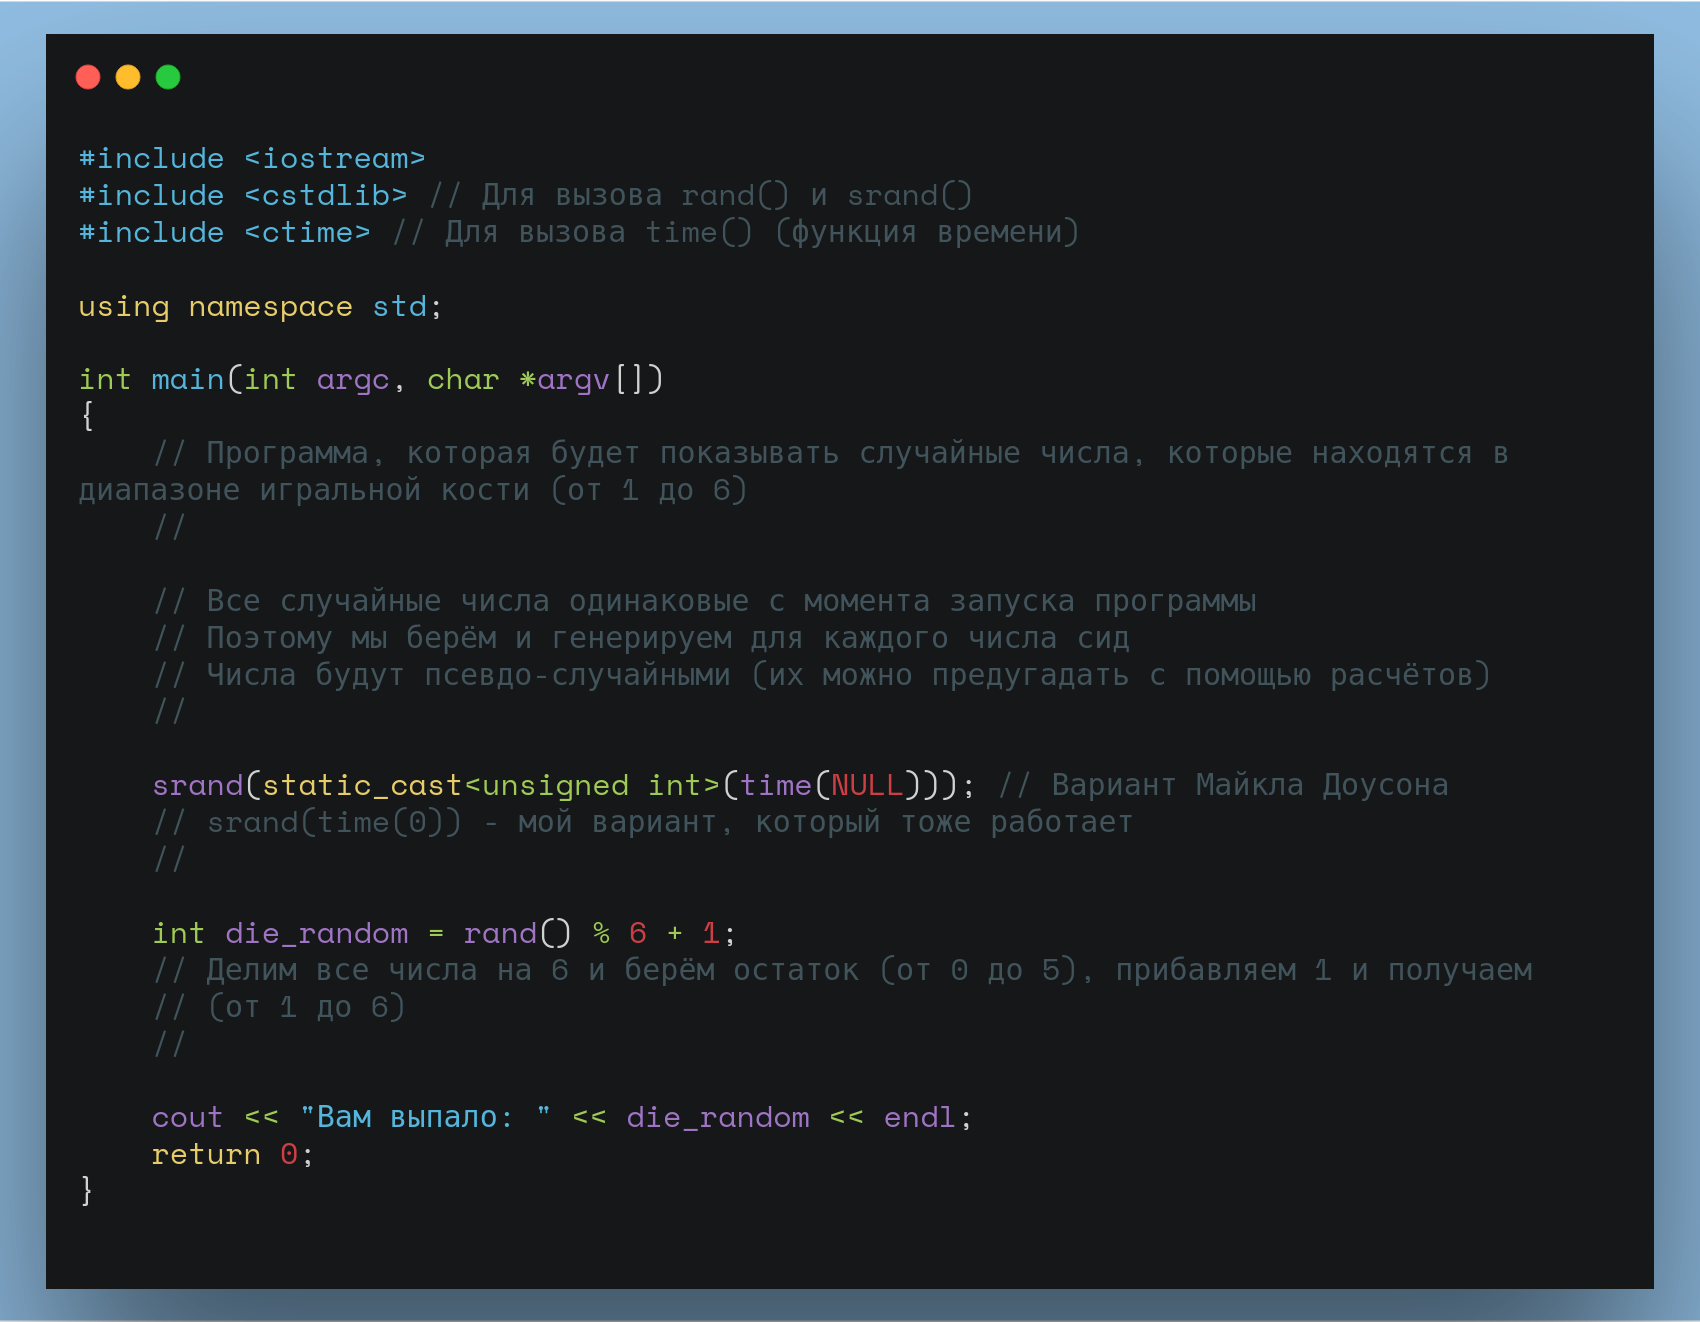 #include <iostream>
#include <cstdlib> // Для вызова rand() и srand()
#include <ctime> // Для вызова time() (функция времени)
using namespace std;
int main(int argc, char *argv[])
{
// Программа, которая будет показывать случайные числа, которые находятся в
диапазоне игральной кости (от 1 до 6)
//
// Все случайные числа одинаковые с момента запуска программы
// Поэтому мы берём и генерируем для каждого числа сид
// Числа будут псевдо-случайными (их можно предугадать с помощью расчётов)
//
srand(static_cast<unsigned int>(time(NULL))); // Вариант Майкла Доусона
// srand(time(0)) - мой вариант, который тоже работает
//
int die_random = rand() % 6 + 1;
// Делим все числа на 6 и берём остаток (от 0 до 5), прибавляем 1 и получаем
// (от 1 до 6)
//
cout << "Вам выпало: " << die_random << endl;
return 0;
}